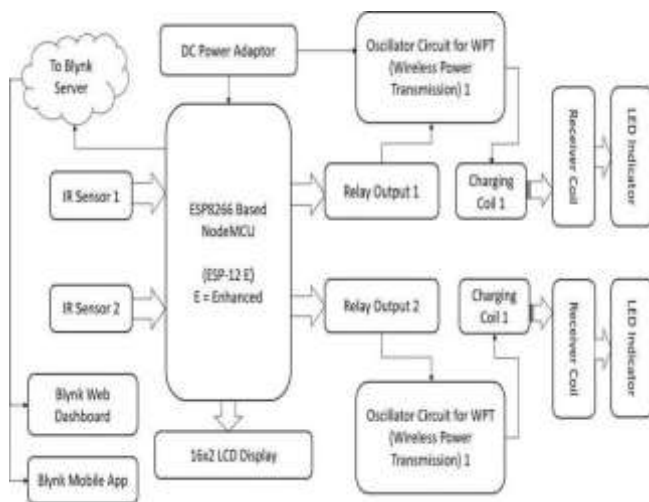 To Blynk
Server
DC Power Adaptor
Oscillator Circuit for WPT
(Wireless Power
Transmission) 1
IR Sensor 1
ESP8266 Based
NodeMCU
(ESP-12 E)
E = Enhanced
Relay Output 1
Charging
Coil 1
Receiver Coil
LED Indicator
IR Sensor 2
Relay Output 2
Charging
Coil 1
Receiver Coil
LED Indicator
Blynk Web
Dashboard
Oscillator Circuit for WPT
(Wireless Power
Transmission) 1
Blynk Mobile App
16x2 LCD Display